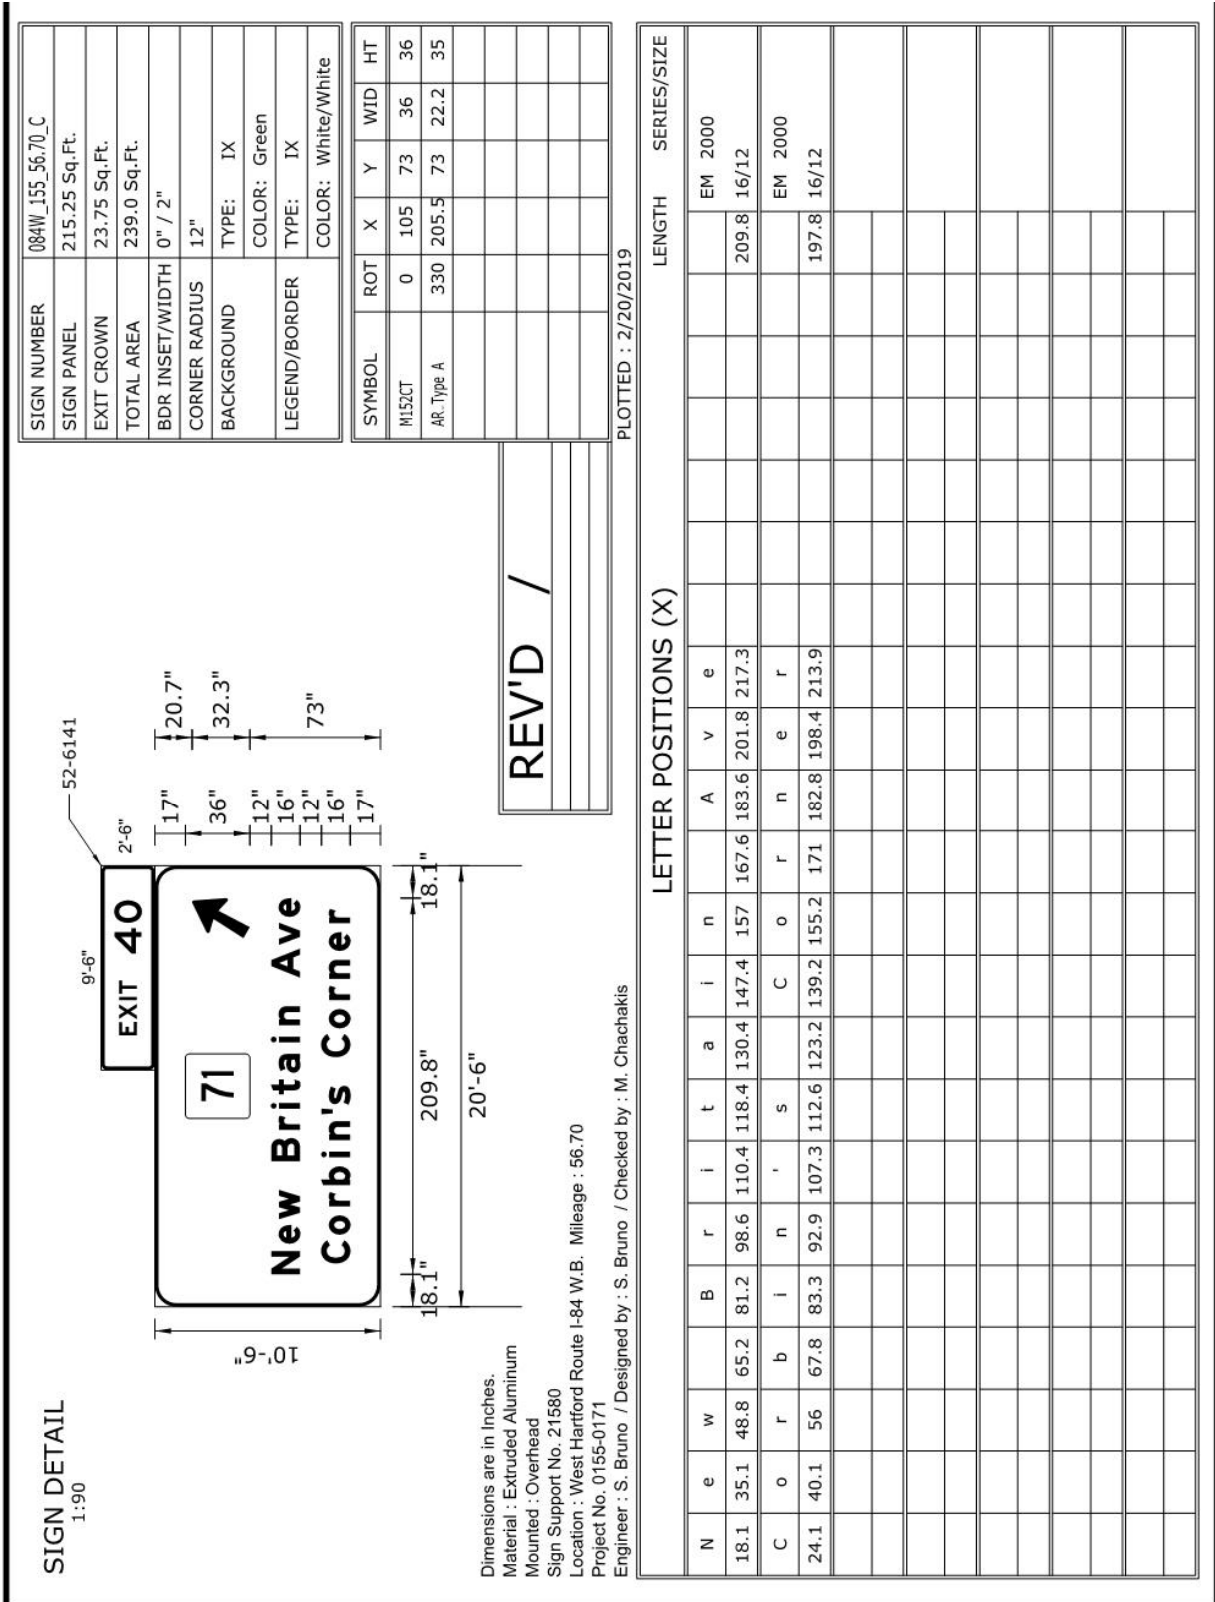 SIGN DETAIL
1:90
52-6141
9'-6"
2'-6"
EXIT 40
71
New Britain Ave
Corbin's Corner
10'-6"
17"
36"
12"
16"
12"
16"
17"
20.7"
32.3"
73"
18.1" 209.8" 18.1"
20'-6"
SIGN NUMBER 084W_155_56.70_C
SIGN PANEL 215.25 Sq.Ft.
EXIT CROWN 23.75 Sq.Ft.
TOTAL AREA 239.0 Sq.Ft.
BDR INSET/WIDTH 0" / 2"
CORNER RADIUS 12"
BACKGROUND TYPE: IX
COLOR: Green
LEGEND/BORDER TYPE: IX
COLOR: White/White
SYMBOL ROT X Y WID HT
M152CT 0 105 73 36 36
AR.Type A 330 205.5 73 22.2 35
Dimensions are in Inches.
Material : Extruded Aluminum
Mounted : Overhead
Sign Support No. 21580
Location : West Hartford Route I-84 W.B. Mileage : 56.70
Project No. 0155-0171
Engineer : S. Bruno / Designed by : S. Bruno / Checked by : M. Chachakis
REV'D /
PLOTTED : 2/20/2019
LETTER POSITIONS (X) LENGTH SERIES/SIZE
N e w B r i t a i n A v e EM 2000
18.1 35.1 48.8 65.2 81.2 98.6 110.4 118.4 130.4 147.4 157 167.6 183.6 201.8 217.3 209.8 16/12
C o r b i n ' s C o r n e r EM 2000
24.1 40.1 56 67.8 83.3 92.9 107.3 112.6 123.2 139.2 155.2 171 182.8 198.4 213.9 197.8 16/12